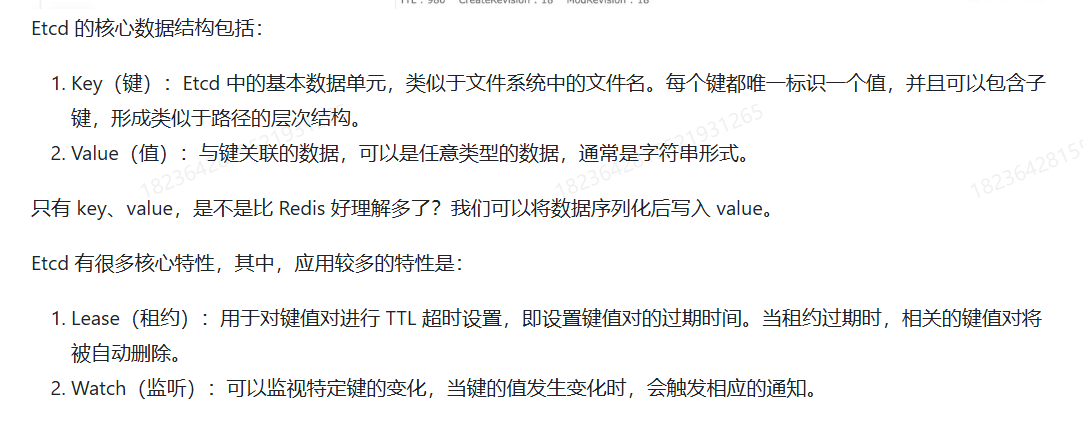 TTL : 980 CreateRevision : 18 ModRevision : 18
Etcd 的核心数据结构包括：
1. Key（键）：Etcd 中的基本数据单元，类似于文件系统中的文件名。每个键都唯一标识一个值，并且可以包含子
键，形成类似于路径的层次结构。
2. Value（值）：与键关联的数据，可以是任意类型的数据，通常是字符串形式。
只有 key、value，是不是比 Redis 好理解多了？我们可以将数据序列化后写入 value。
Etcd 有很多核心特性，其中，应用较多的特性是：
1. Lease（租约）：用于对键值对进行 TTL 超时设置，即设置键值对的过期时间。当租约过期时，相关的键值对将
被自动删除。
2. Watch（监听）：可以监视特定键的变化，当键的值发生变化时，会触发相应的通知。